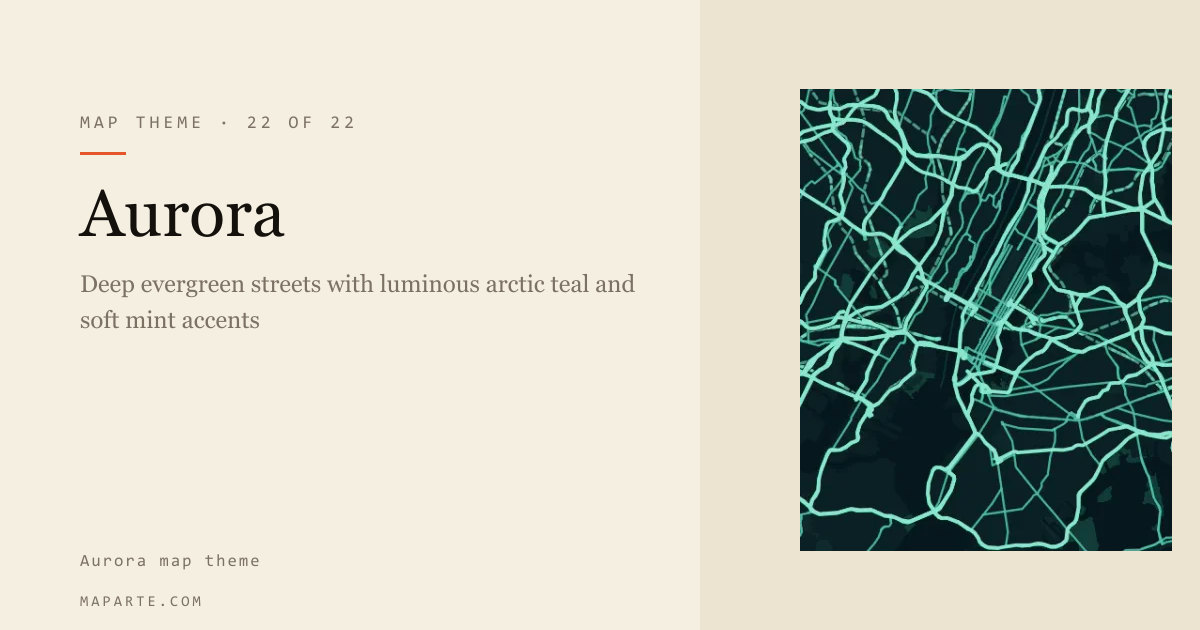 MAP THEME · 22 OF 22
Aurora
Deep evergreen streets with luminous arctic teal and
soft mint accents
Aurora map theme
MAPARTE.COM